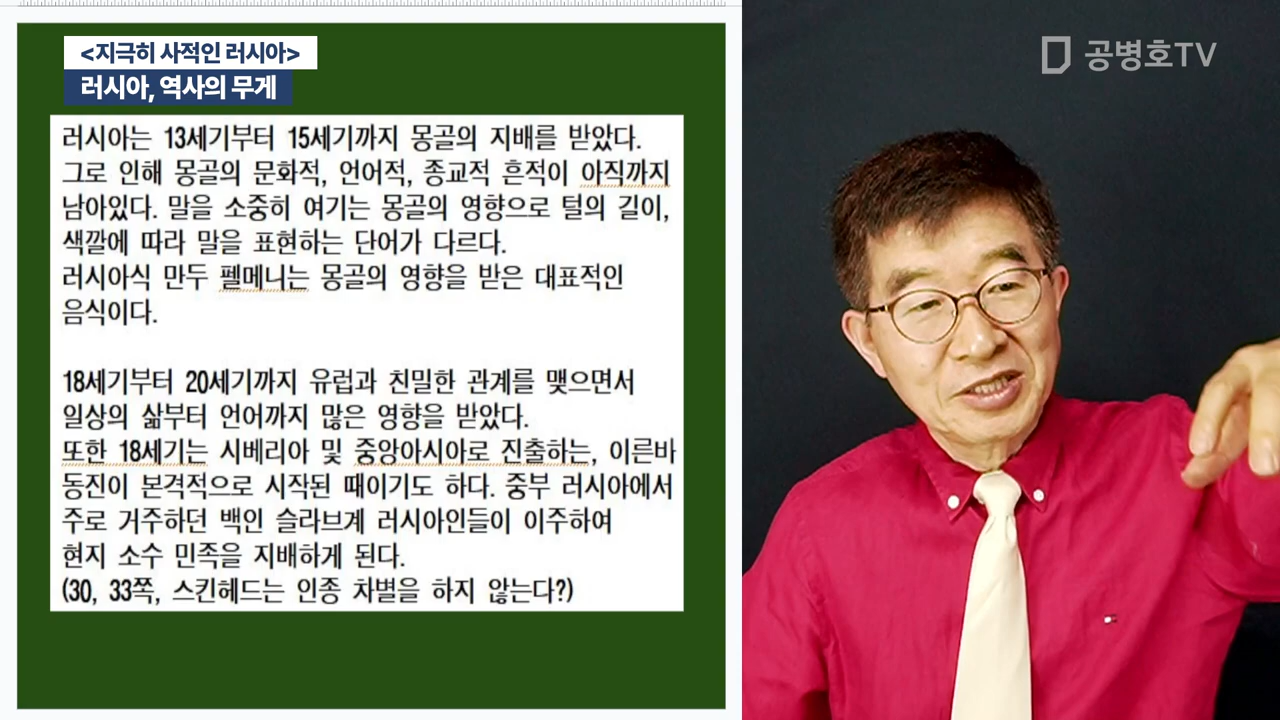 <지극히 사적인 러시아>
러시아, 역사의 무게
러시아는 13세기부터 15세기까지 몽골의 지배를 받았다.
그로 인해 몽골의 문화적, 언어적, 종교적 흔적이 아직까지
남아있다. 말을 소중히 여기는 몽골의 영향으로 털의 길이,
색깔에 따라 말을 표현하는 단어가 다르다.
러시아식 만두 펠메니는 몽골의 영향을 받은 대표적인
음식이다.
18세기부터 20세기까지 유럽과 친밀한 관계를 맺으면서
일상의 삶부터 언어까지 많은 영향을 받았다.
또한 18세기는 시베리아 및 중앙아시아로 진출하는, 이른바
동진이 본격적으로 시작된 때이기도 하다. 중부 러시아에서
주로 거주하던 백인 슬라브계 러시아인들이 이주하여
현지 소수 민족을 지배하게 된다.
(30, 33쪽, 스킨헤드는 인종 차별을 하지 않는다?)
공병호TV